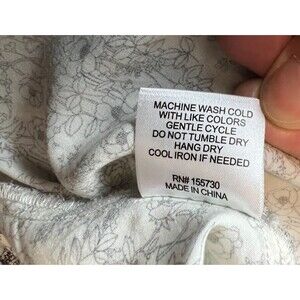 MACHINE WASH COLD
WITH LIKE COLORS
GENTLE CYCLE
DO NOT TUMBLE DRY
HANG DRY
COOL IRON IF NEEDED
RN# 155730
MADE IN CHINA